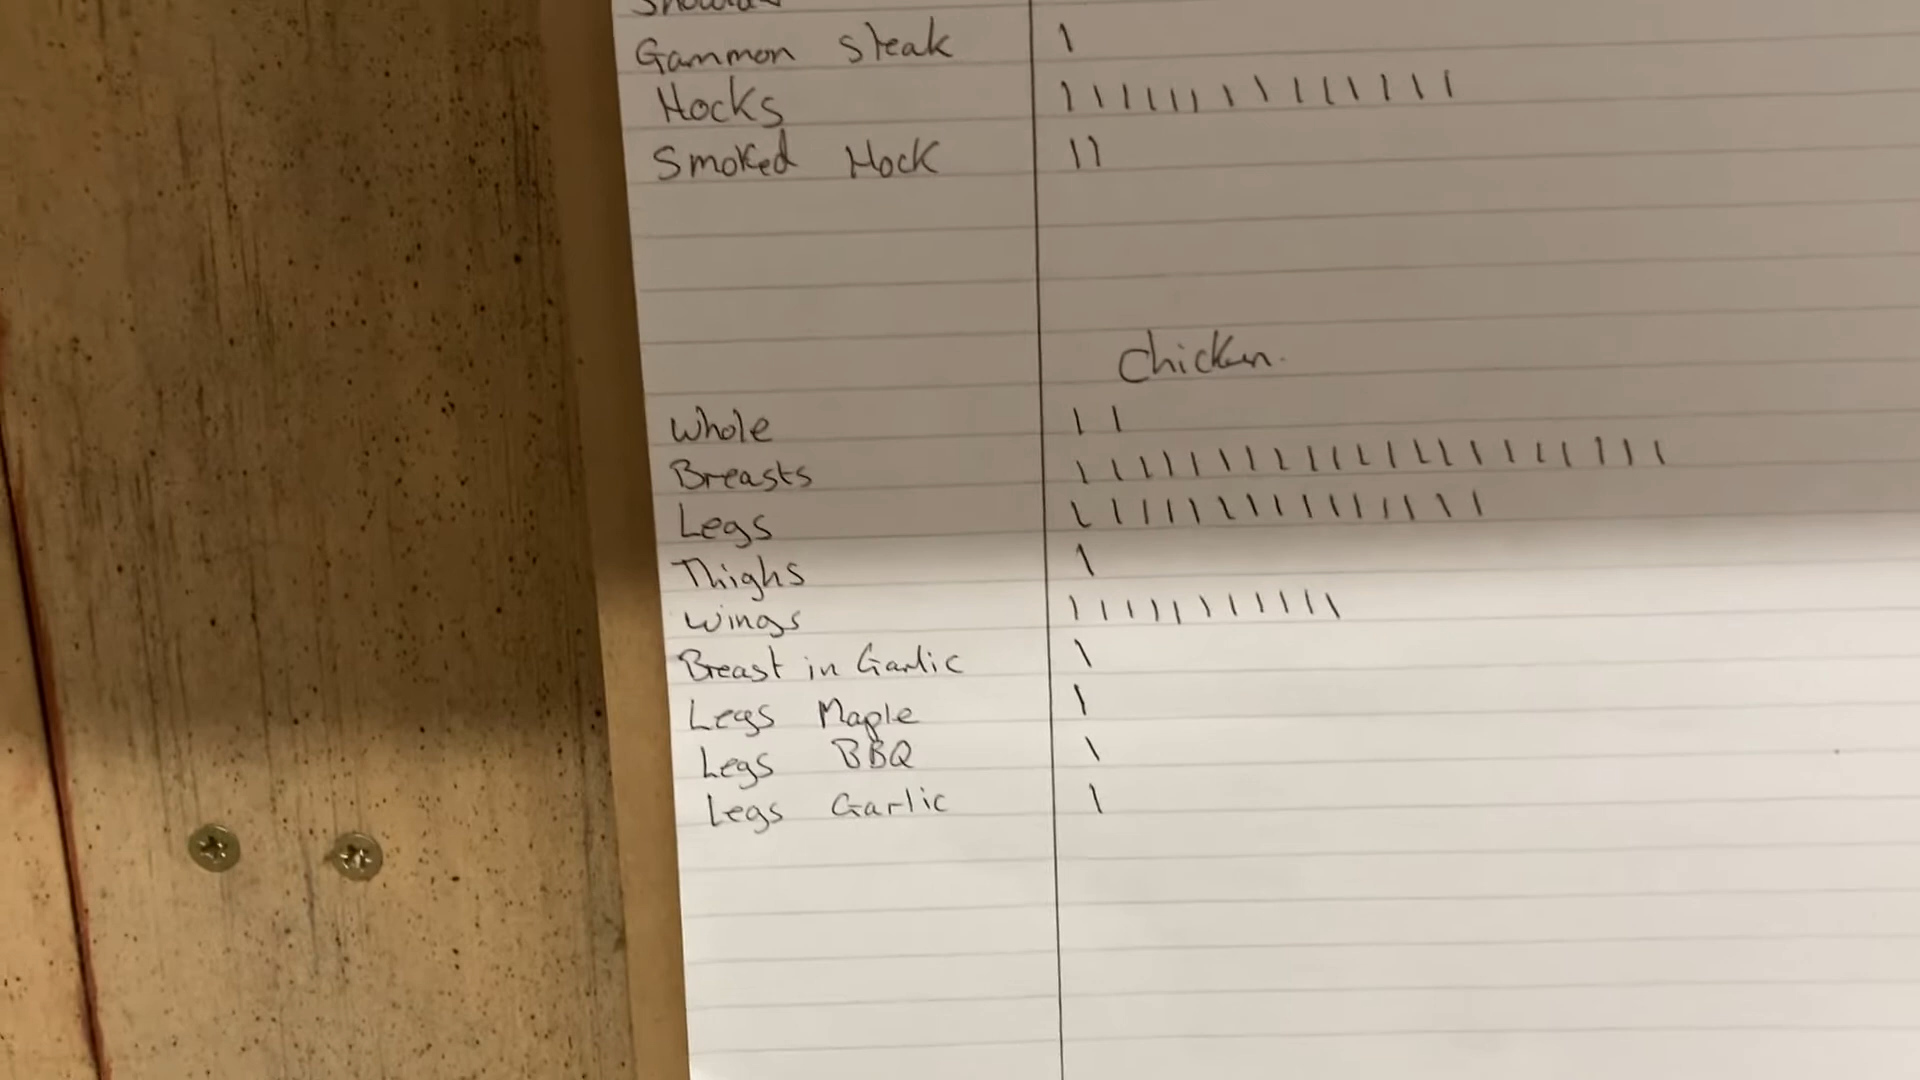 Gammon Steak \
Hocks | | | | | | | | | | | | | | |
Smoked Hock | |
Chicken.
Whole | |
Breasts | | | | | | | | | | | | | | | | | | | | | |
Legs | | | | | | | | | | | | | | | |
Thighs \
Wings | | | | | | | | | | |
Breast in Garlic \
Legs Maple \
Legs BBQ \
Legs Garlic \